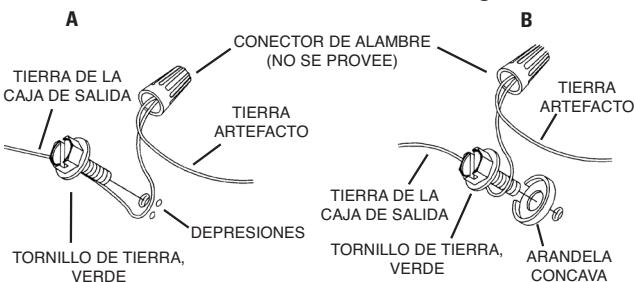 A
B
CONECTOR DE ALAMBRE
(NO SE PROVEE)
TIERRA DE LA
CAJA DE SALIDA
TIERRA
ARTEFACTO
TIERRA
ARTEFACTO
TIERRA DE LA
CAJA DE SALIDA
DEPRESIONES
TORNILLO DE TIERRA,
VERDE
TORNILLO DE TIERRA,
VERDE
ARANDELA
CONCAVA